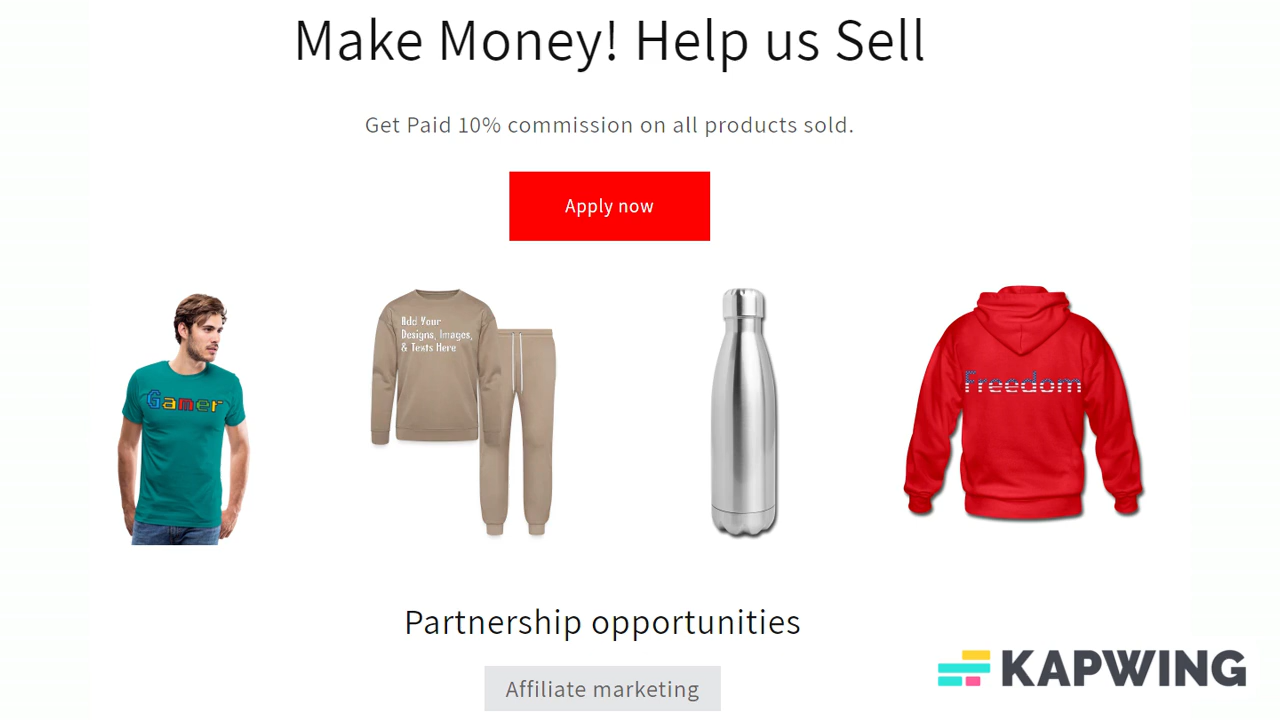 Make Money! Help us Sell
Get Paid 10% commission on all products sold.
Apply now
Gamer
Add Your
Designs, Images,
& Texts Here
Freedom
Partnership opportunities
Affiliate marketing
KAPWING